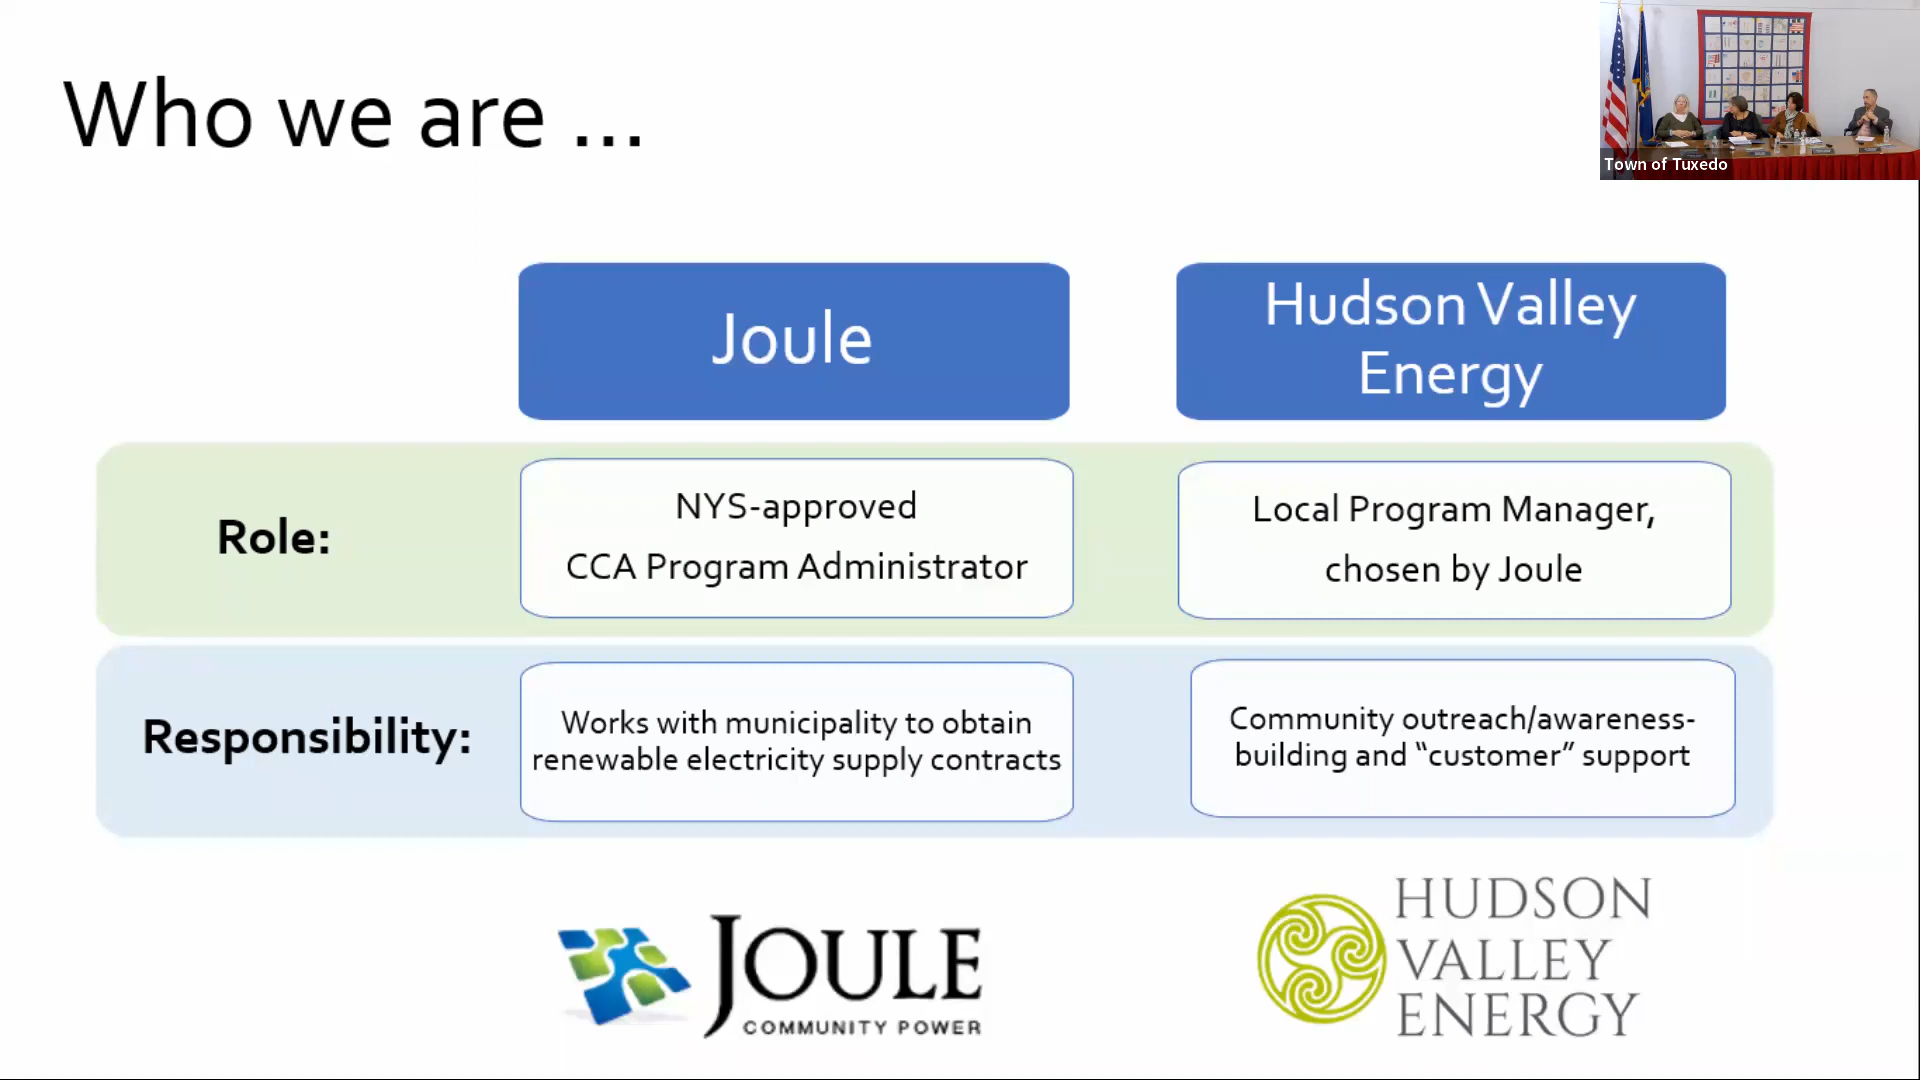 Who we are ...
Town of Tuxedo
Joule
Hudson Valley
Energy
Role:
NYS-approved
CCA Program Administrator
Local Program Manager,
chosen by Joule
Responsibility:
Works with municipality to obtain
renewable electricity supply contracts
Community outreach/awareness-
building and “customer” support
JOULE
COMMUNITY POWER
HUDSON
VALLEY
ENERGY